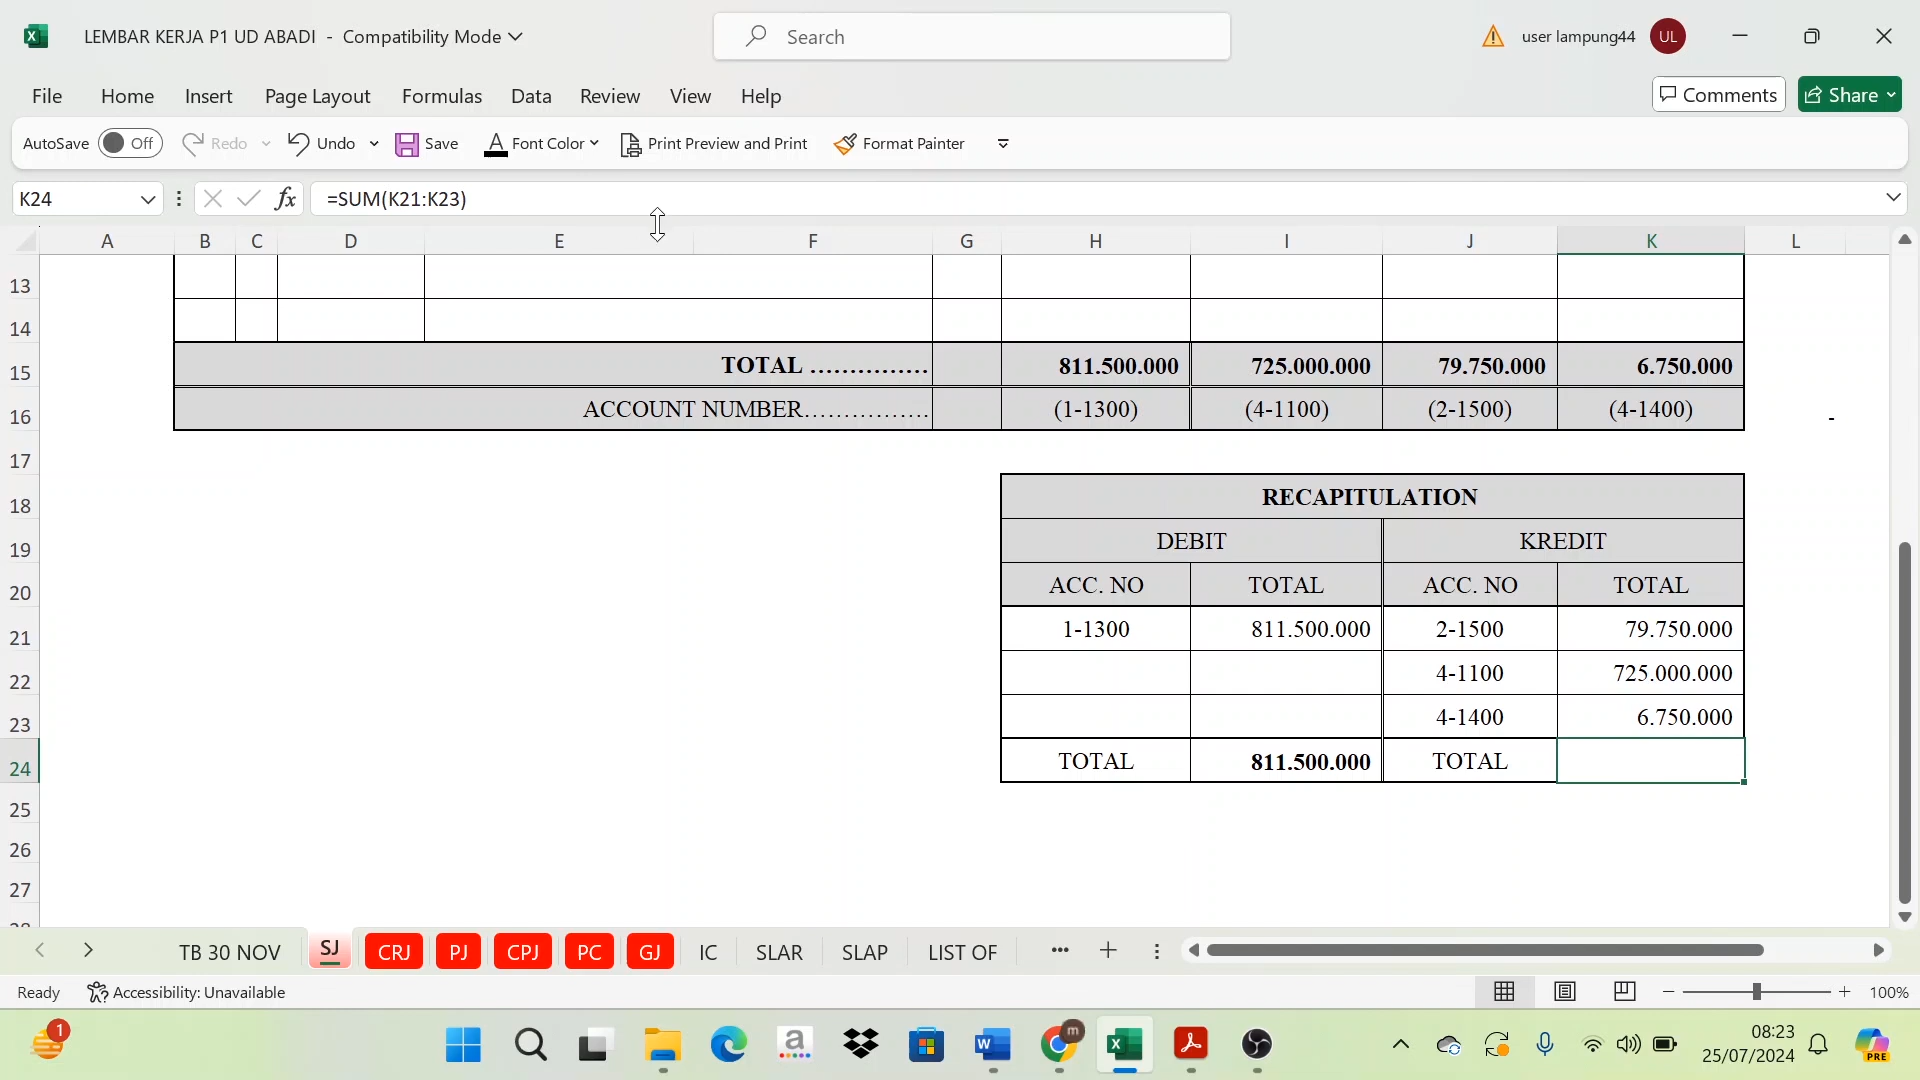 LEMBAR KERJA P1 UD ABADI - Compatibility Mode
Search
user lampung44
UL
File Home Insert Page Layout Formulas Data Review View Help
Comments
Share
AutoSave Off Redo Undo Save A Font Color Print Preview and Print Format Painter
K24 fx =SUM(K21:K23)
A B C D E F G H I J K L
13
14
15 TOTAL …………… 811.500.000 725.000.000 79.750.000 6.750.000
16 ACCOUNT NUMBER……………. (1-1300) (4-1100) (2-1500) (4-1400) -
17
18 RECAPITULATION
19 DEBIT KREDIT
20 ACC. NO TOTAL ACC. NO TOTAL
21 1-1300 811.500.000 2-1500 79.750.000
22 4-1100 725.000.000
23 4-1400 6.750.000
24 TOTAL 811.500.000 TOTAL
25
26
27
TB 30 NOV SJ CRJ PJ CPJ PC GJ IC SLAR SLAP LIST OF ...
Ready Accessibility: Unavailable 100%
1
a
W
m
X
PRE
08:23
25/07/2024